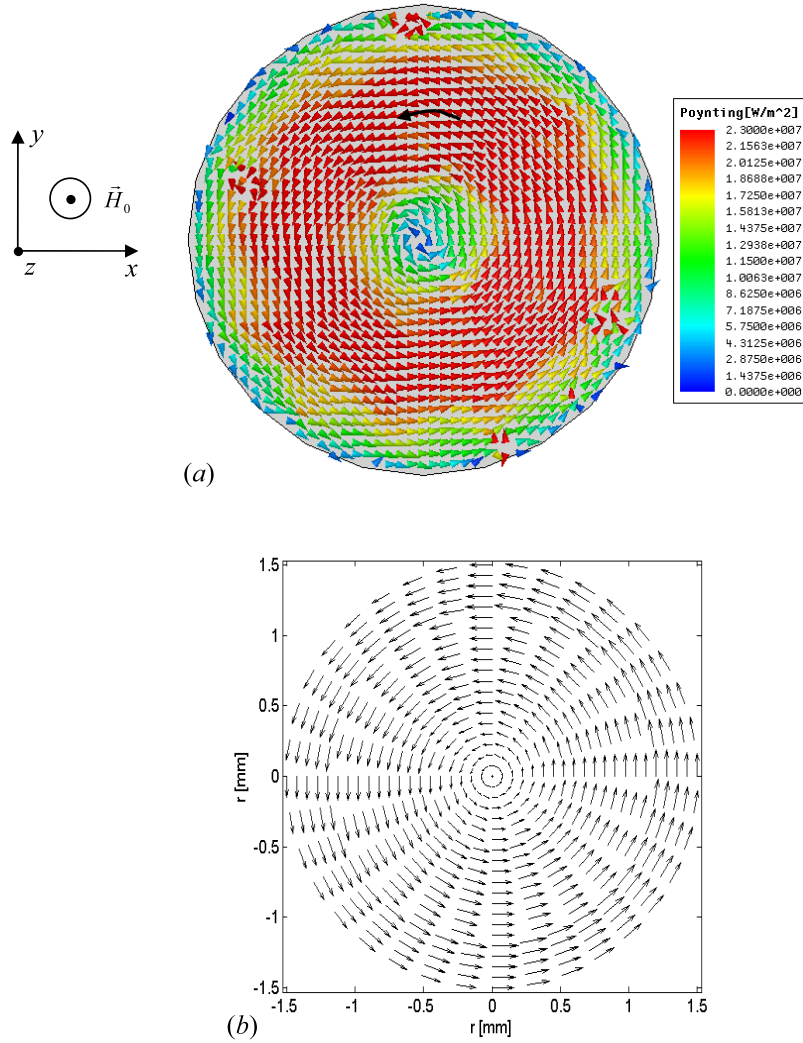 y
H⃗0
z
x
Poynting[W/m^2]
2.3000e+007
2.1563e+007
2.0125e+007
1.8688e+007
1.7250e+007
1.5813e+007
1.4375e+007
1.2938e+007
1.1500e+007
1.0063e+007
8.6250e+006
7.1875e+006
5.7500e+006
4.3125e+006
2.8750e+006
1.4375e+006
0.0000e+000
(a)
1.5
1
0.5
0
-0.5
-1
-1.5
r [mm]
-1.5 -1 -0.5 0 0.5 1 1.5
r [mm]
(b)